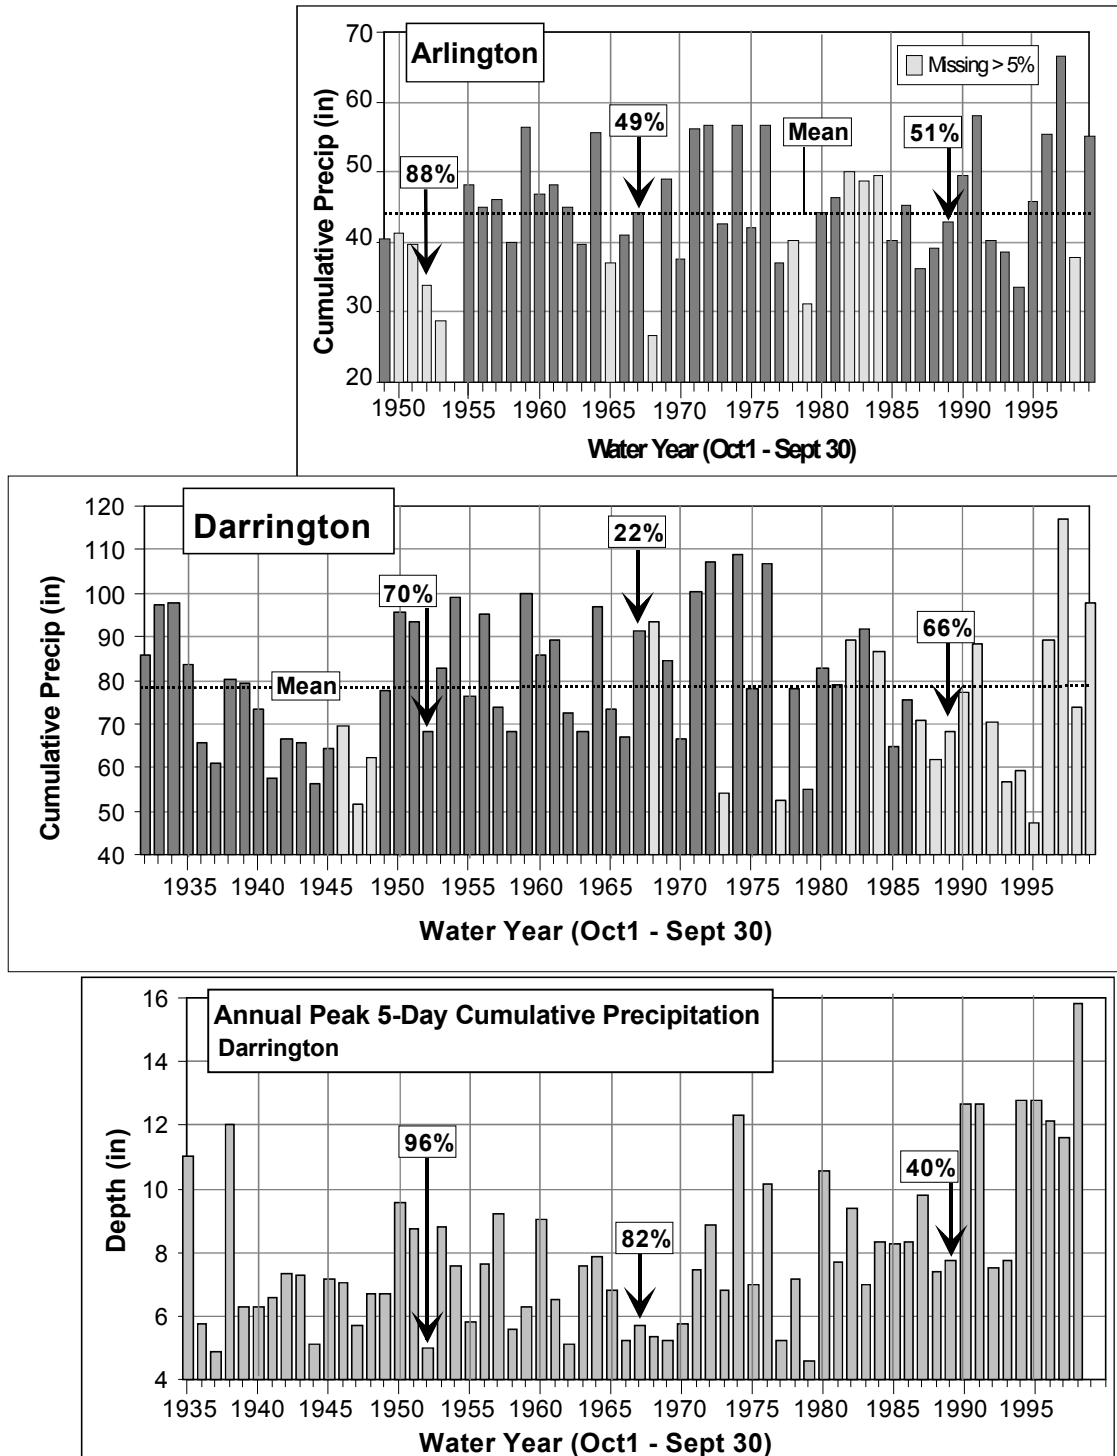 Arlington
Missing > 5%
Cumulative Precip (in)
70
60
50
40
30
20
88%
49%
Mean
51%
1950 1955 1960 1965 1970 1975 1980 1985 1990 1995
Water Year (Oct1 - Sept 30)
Darrington
Cumulative Precip (in)
120
110
100
90
80
70
60
50
40
70%
22%
66%
Mean
1935 1940 1945 1950 1955 1960 1965 1970 1975 1980 1985 1990 1995
Water Year (Oct1 - Sept 30)
Annual Peak 5-Day Cumulative Precipitation
Darrington
Depth (in)
16
14
12
10
8
6
4
96%
82%
40%
1935 1940 1945 1950 1955 1960 1965 1970 1975 1980 1985 1990 1995
Water Year (Oct1 - Sept 30)